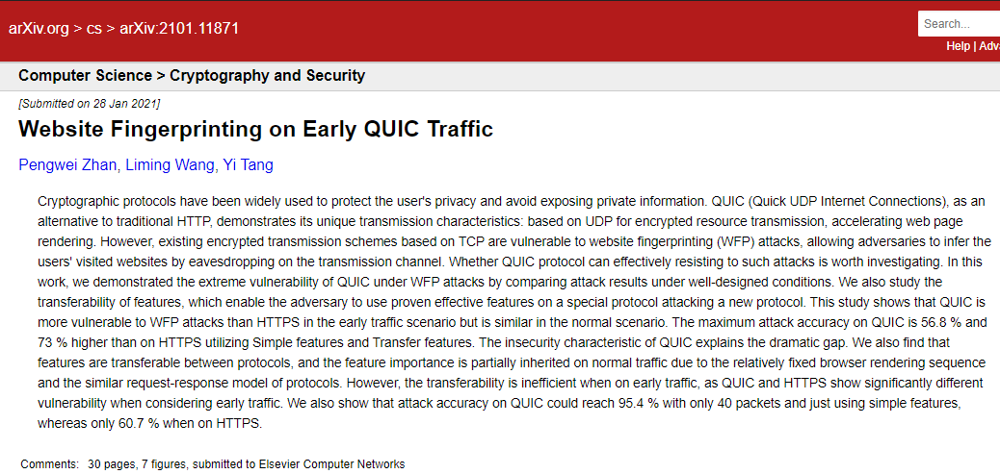 arXiv.org > cs > arXiv:2101.11871
Search...
Help | Adva
Computer Science > Cryptography and Security
[Submitted on 28 Jan 2021]
Website Fingerprinting on Early QUIC Traffic
Pengwei Zhan, Liming Wang, Yi Tang
Cryptographic protocols have been widely used to protect the user's privacy and avoid exposing private information. QUIC (Quick UDP Internet Connections), as an
alternative to traditional HTTP, demonstrates its unique transmission characteristics: based on UDP for encrypted resource transmission, accelerating web page
rendering. However, existing encrypted transmission schemes based on TCP are vulnerable to website fingerprinting (WFP) attacks, allowing adversaries to infer the
users' visited websites by eavesdropping on the transmission channel. Whether QUIC protocol can effectively resisting to such attacks is worth investigating. In this
work, we demonstrated the extreme vulnerability of QUIC under WFP attacks by comparing attack results under well-designed conditions. We also study the
transferability of features, which enable the adversary to use proven effective features on a special protocol attacking a new protocol. This study shows that QUIC is
more vulnerable to WFP attacks than HTTPS in the early traffic scenario but is similar in the normal scenario. The maximum attack accuracy on QUIC is 56.8 % and
73 % higher than on HTTPS utilizing Simple features and Transfer features. The insecurity characteristic of QUIC explains the dramatic gap. We also find that
features are transferable between protocols, and the feature importance is partially inherited on normal traffic due to the relatively fixed browser rendering sequence
and the similar request-response model of protocols. However, the transferability is inefficient when on early traffic, as QUIC and HTTPS show significantly different
vulnerability when considering early traffic. We also show that attack accuracy on QUIC could reach 95.4 % with only 40 packets and just using simple features,
whereas only 60.7 % when on HTTPS.
Comments: 30 pages, 7 figures, submitted to Elsevier Computer Networks